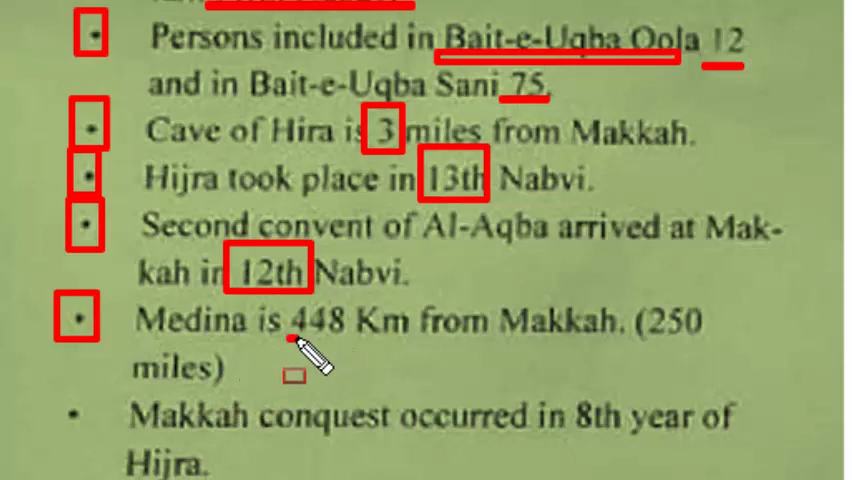 • Persons included in Bait-e-Uqba Oola 12
and in Bait-e-Uqba Sani 75.
• Cave of Hira is 3 miles from Makkah.
• Hijra took place in 13th Nabvi.
• Second convent of Al-Aqba arrived at Mak-
kah in 12th Nabvi.
• Medina is 448 Km from Makkah. (250
miles)
• Makkah conquest occurred in 8th year of
Hijra.